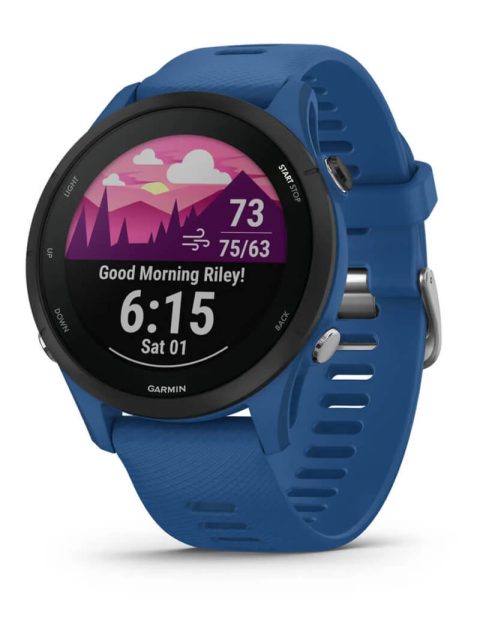 LIGHT
START STOP
UP
DOWN
BACK
73
75/63
Good Morning Riley!
6:15
Sat 01
GARMIN